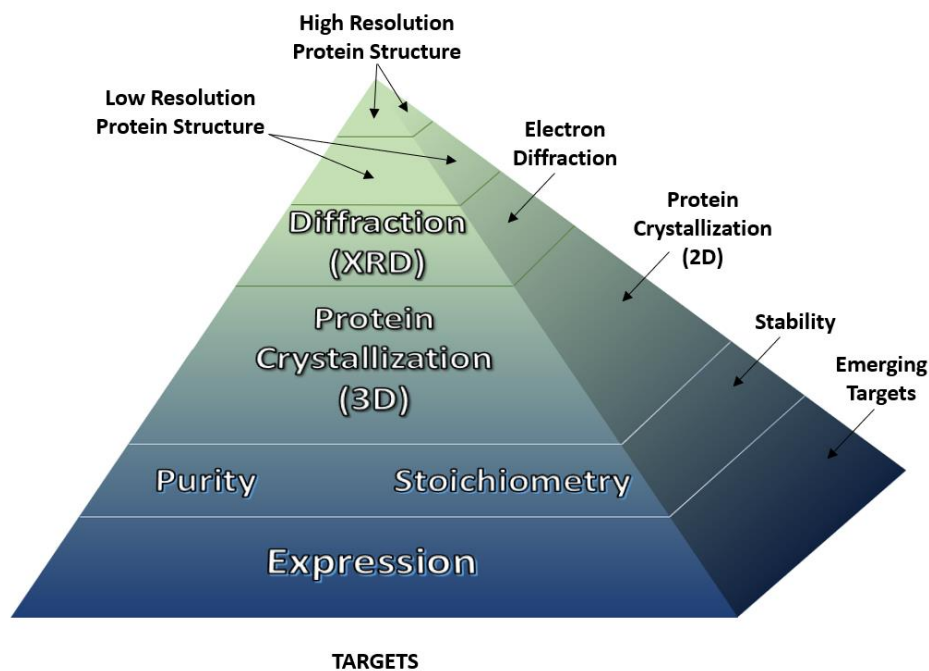 High Resolution
Protein Structure
Low Resolution
Protein Structure
Electron
Diffraction
Protein
Crystallization
(2D)
Stability
Emerging
Targets
Diffraction
(XRD)
Protein
Crystallization
(3D)
Purity
Stoichiometry
Expression
TARGETS